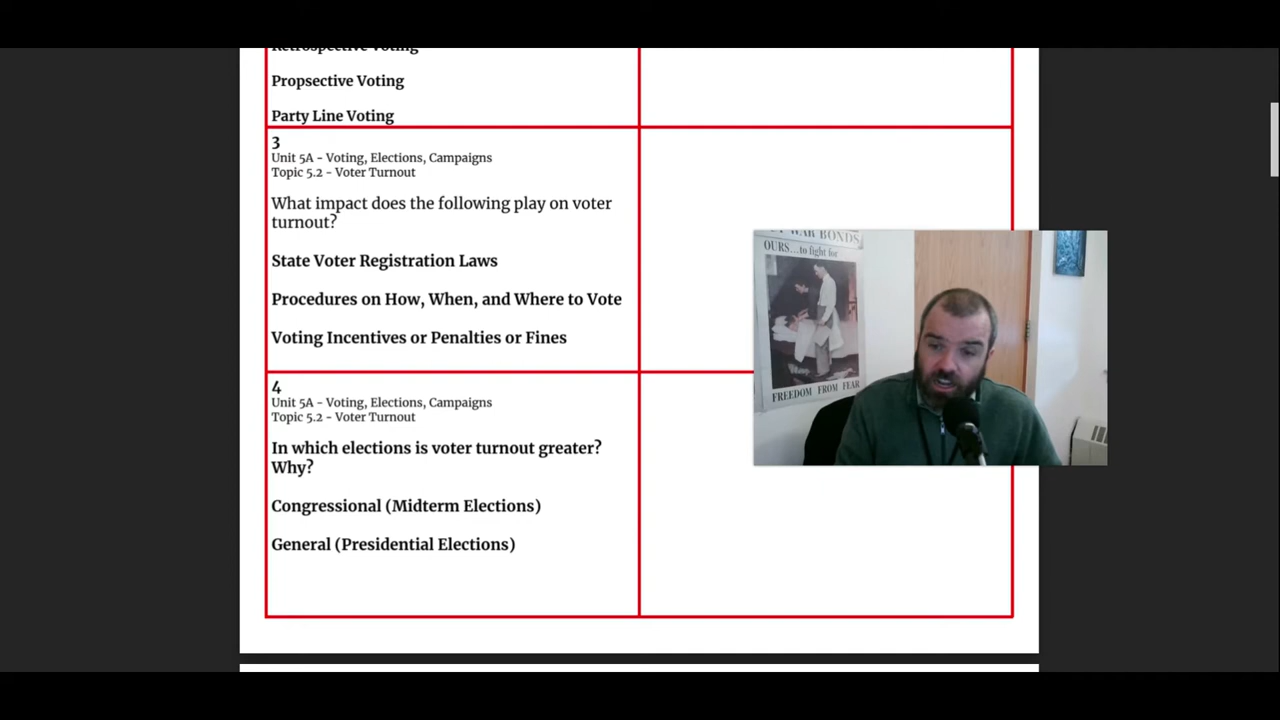 Retrospective Voting
Propsective Voting
Party Line Voting
3
Unit 5A - Voting, Elections, Campaigns
Topic 5.2 - Voter Turnout
What impact does the following play on voter
turnout?
State Voter Registration Laws
Procedures on How, When, and Where to Vote
Voting Incentives or Penalties or Fines
4
Unit 5A - Voting, Elections, Campaigns
Topic 5.2 - Voter Turnout
In which elections is voter turnout greater?
Why?
Congressional (Midterm Elections)
General (Presidential Elections)
WAR BONDS
OURS...to fight for
FREEDOM FROM FEAR